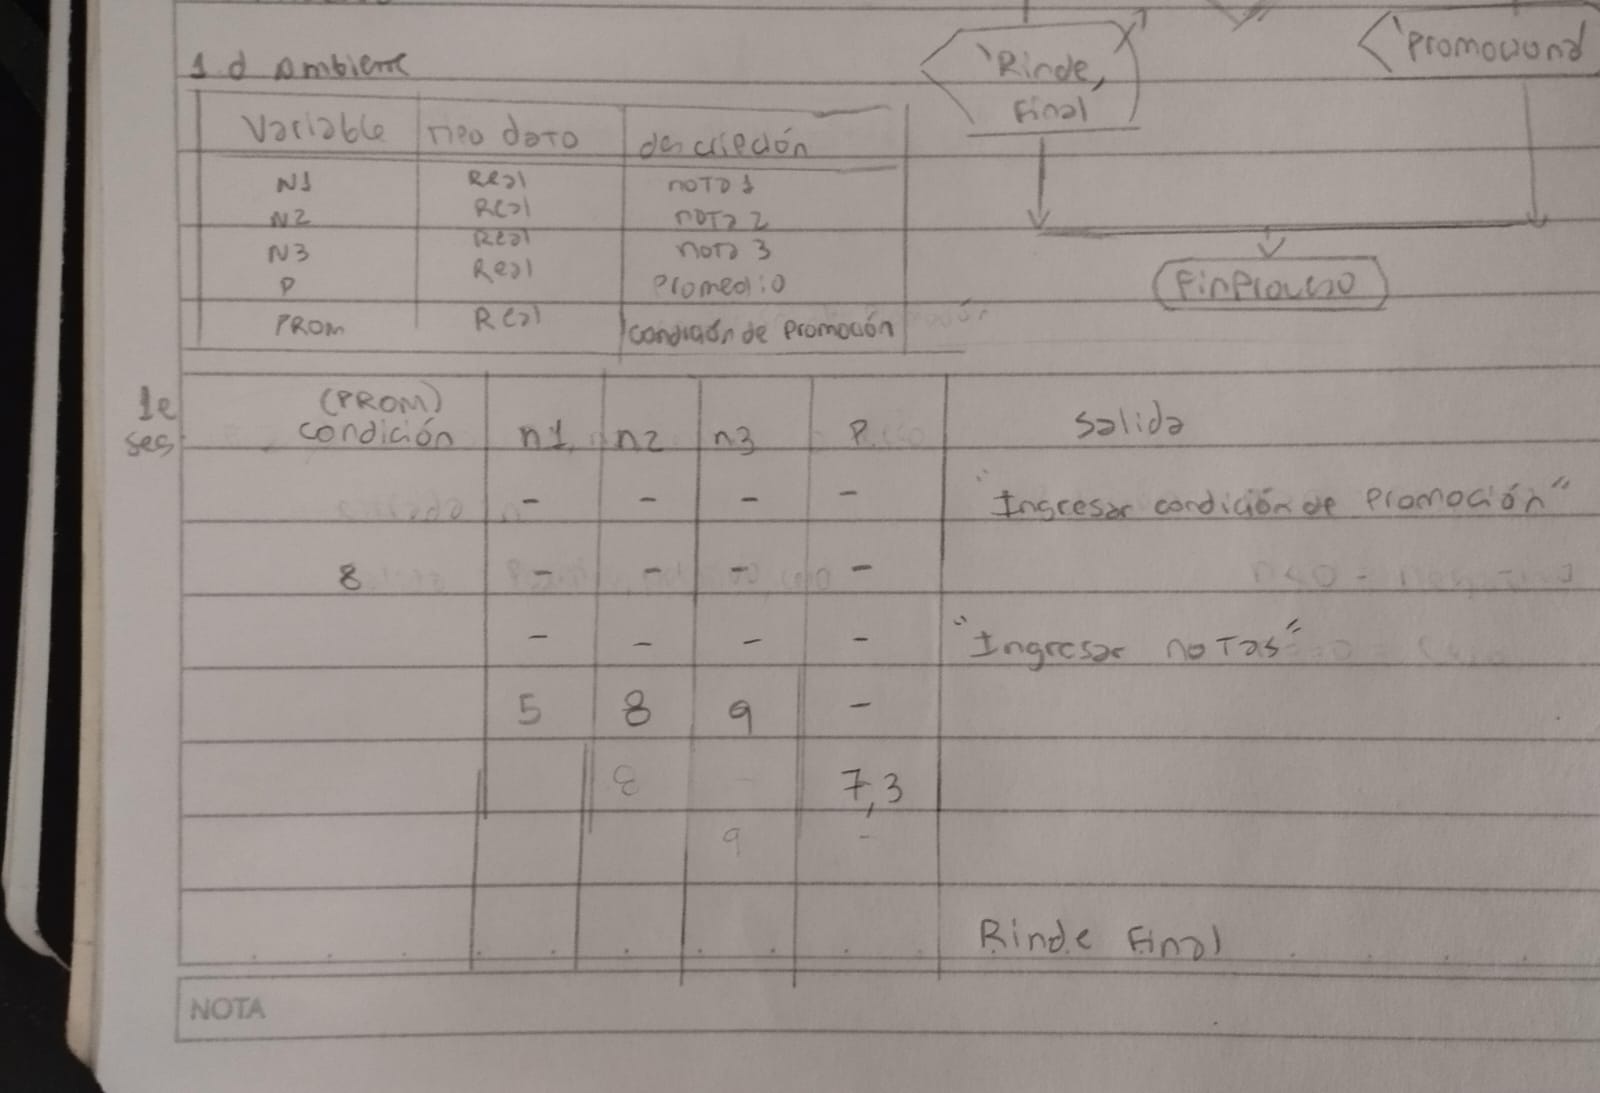 1 d Ambiente
Variable Tipo dato descripción
N1 Real nota 1
N2 Real nota 2
N3 Real nota 3
P Real Promedio
PROM Real condición de Promoción
"Rinde,
Final
"Promociona
FinProceso
1e
(PROM)
condición n1 n2 n3 P Salida
- - - - "Ingresar condición de Promoción"
8 - - - -
- - - - "Ingresar notas"
5 8 9 -
8 7,3
9 -
Rinde Final
NOTA